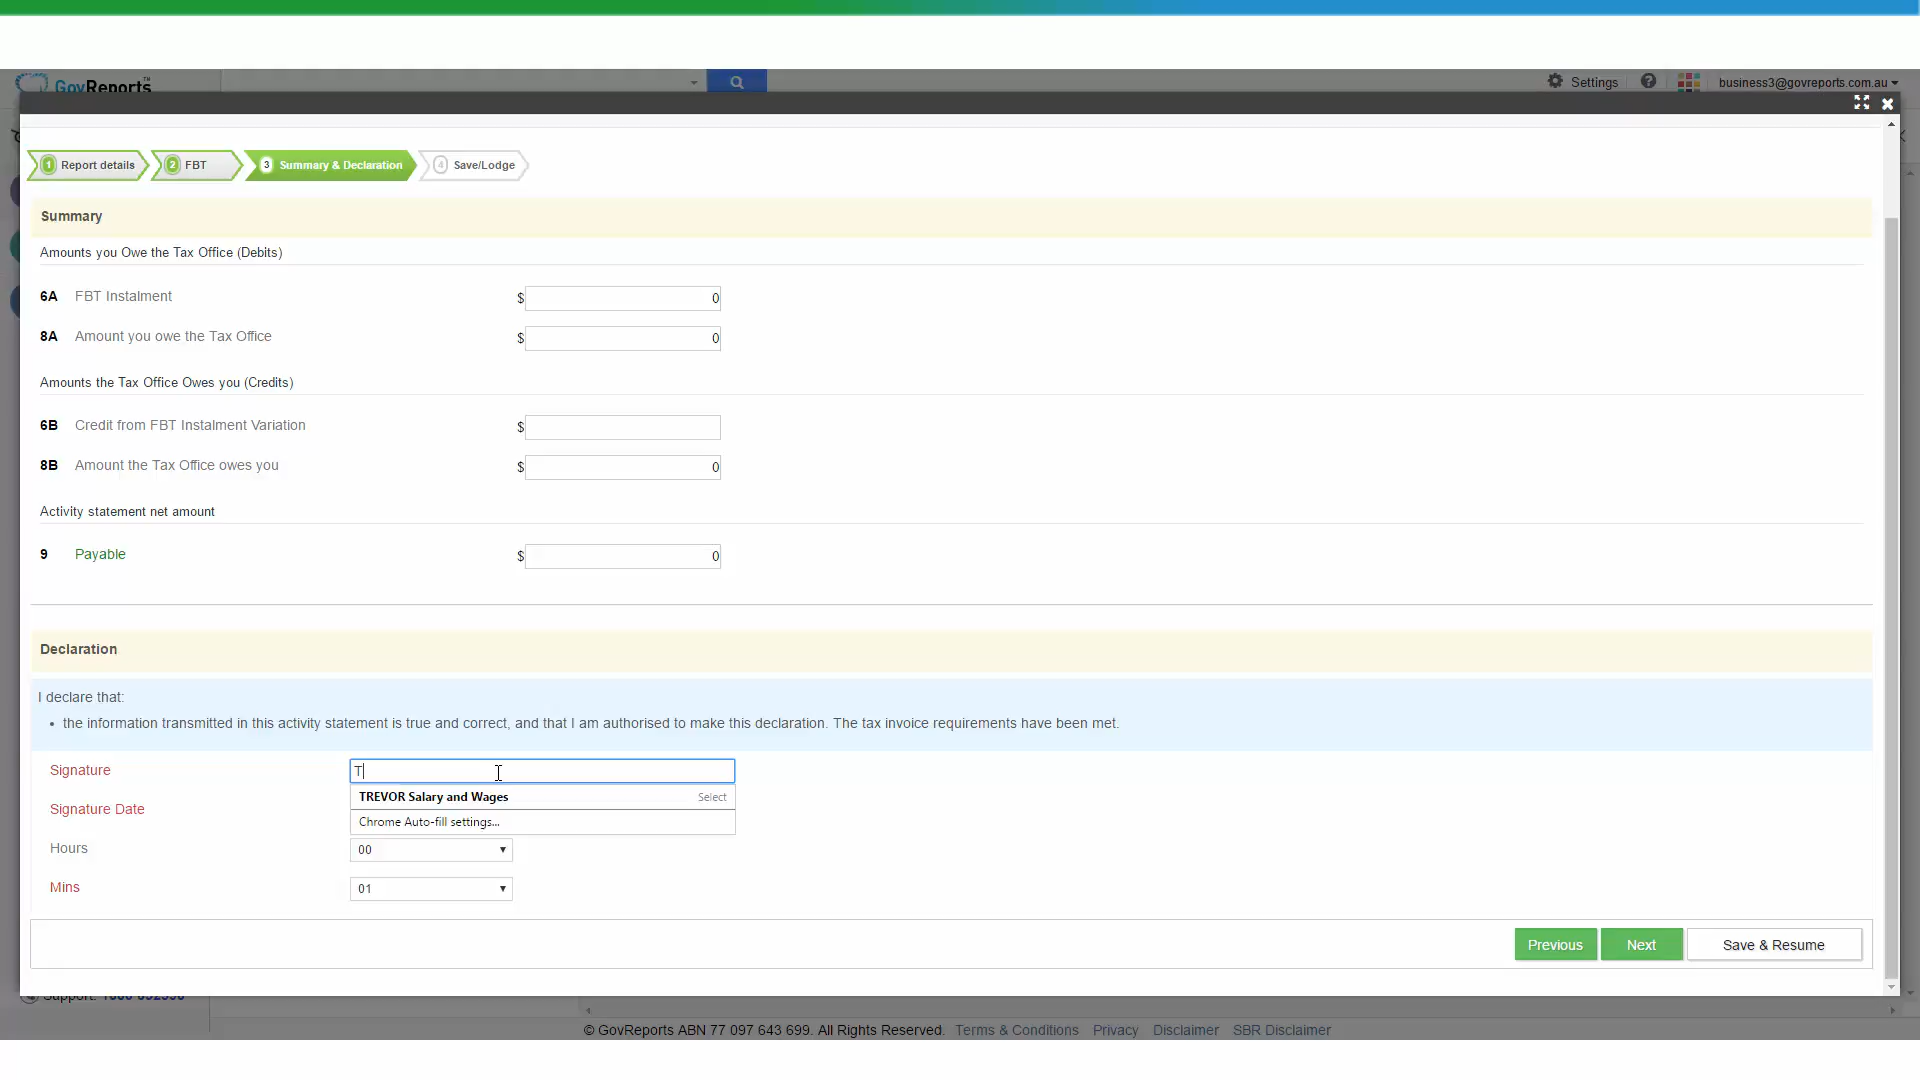 GovReports™
Settings
business3@govreports.com.au
1 Report details
2 FBT
3 Summary & Declaration
4 Save/Lodge
Summary
Amounts you Owe the Tax Office (Debits)
6A FBT Instalment $ 0
8A Amount you owe the Tax Office $ 0
Amounts the Tax Office Owes you (Credits)
6B Credit from FBT Instalment Variation $
8B Amount the Tax Office owes you $ 0
Activity statement net amount
9 Payable $ 0
Declaration
I declare that:
• the information transmitted in this activity statement is true and correct, and that I am authorised to make this declaration. The tax invoice requirements have been met.
Signature T
TREVOR Salary and Wages Select
Signature Date
Chrome Auto-fill settings...
Hours 00
Mins 01
Previous Next Save & Resume
Support:
© GovReports ABN 77 097 643 699. All Rights Reserved. Terms & Conditions Privacy Disclaimer SBR Disclaimer